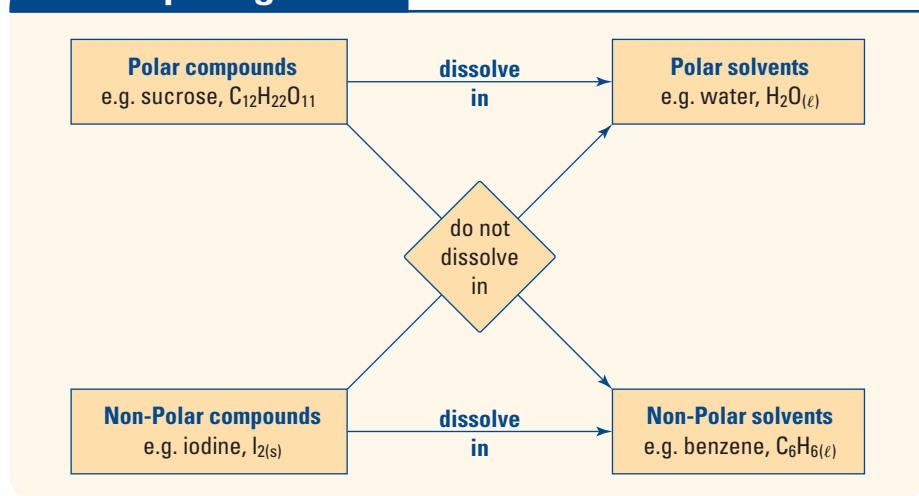 Polar compounds
e.g. sucrose, C₁₂H₂₂O₁₁
dissolve
in
Polar solvents
e.g. water, H₂O₍ℓ₎
do not
dissolve
in
Non-Polar compounds
e.g. iodine, I₂₍ₛ₎
dissolve
in
Non-Polar solvents
e.g. benzene, C₆H₆₍ℓ₎